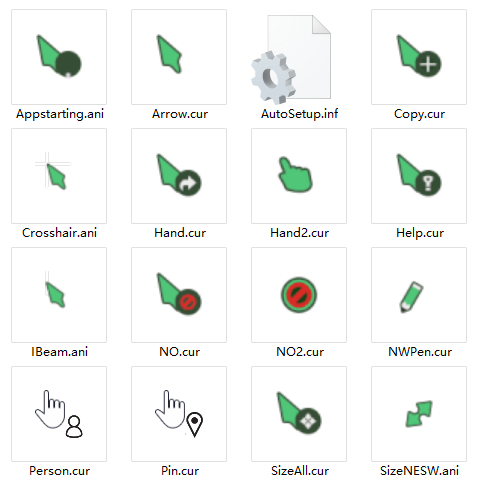 Appstarting.ani
Arrow.cur
AutoSetup.inf
Copy.cur
Crosshair.ani
Hand.cur
Hand2.cur
Help.cur
IBeam.ani
NO.cur
NO2.cur
NWPen.cur
Person.cur
Pin.cur
SizeAll.cur
SizeNESW.ani